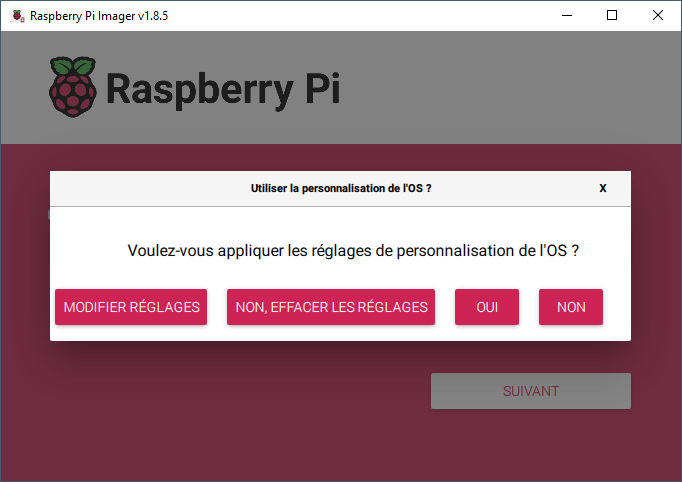 Raspberry Pi Imager v1.8.5
Raspberry Pi
Utiliser la personnalisation de l'OS ?
X
Voulez-vous appliquer les réglages de personnalisation de l'OS ?
MODIFIER RÉGLAGES
NON, EFFACER LES RÉGLAGES
OUI
NON
SUIVANT